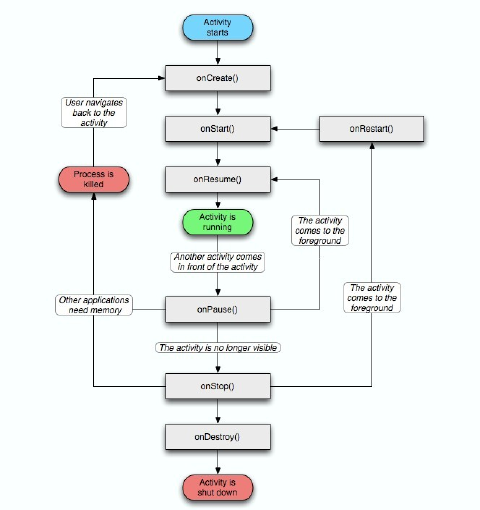 Activity
starts
onCreate()
User navigates
back to the
activity
onStart()
onRestart()
onResume()
Process is
killed
Activity is
running
The activity
comes to the
foreground
Another activity comes
in front of the activity
The activity
comes to the
foreground
Other applications
need memory
onPause()
The activity is no longer visible
onStop()
onDestroy()
Activity is
shut down